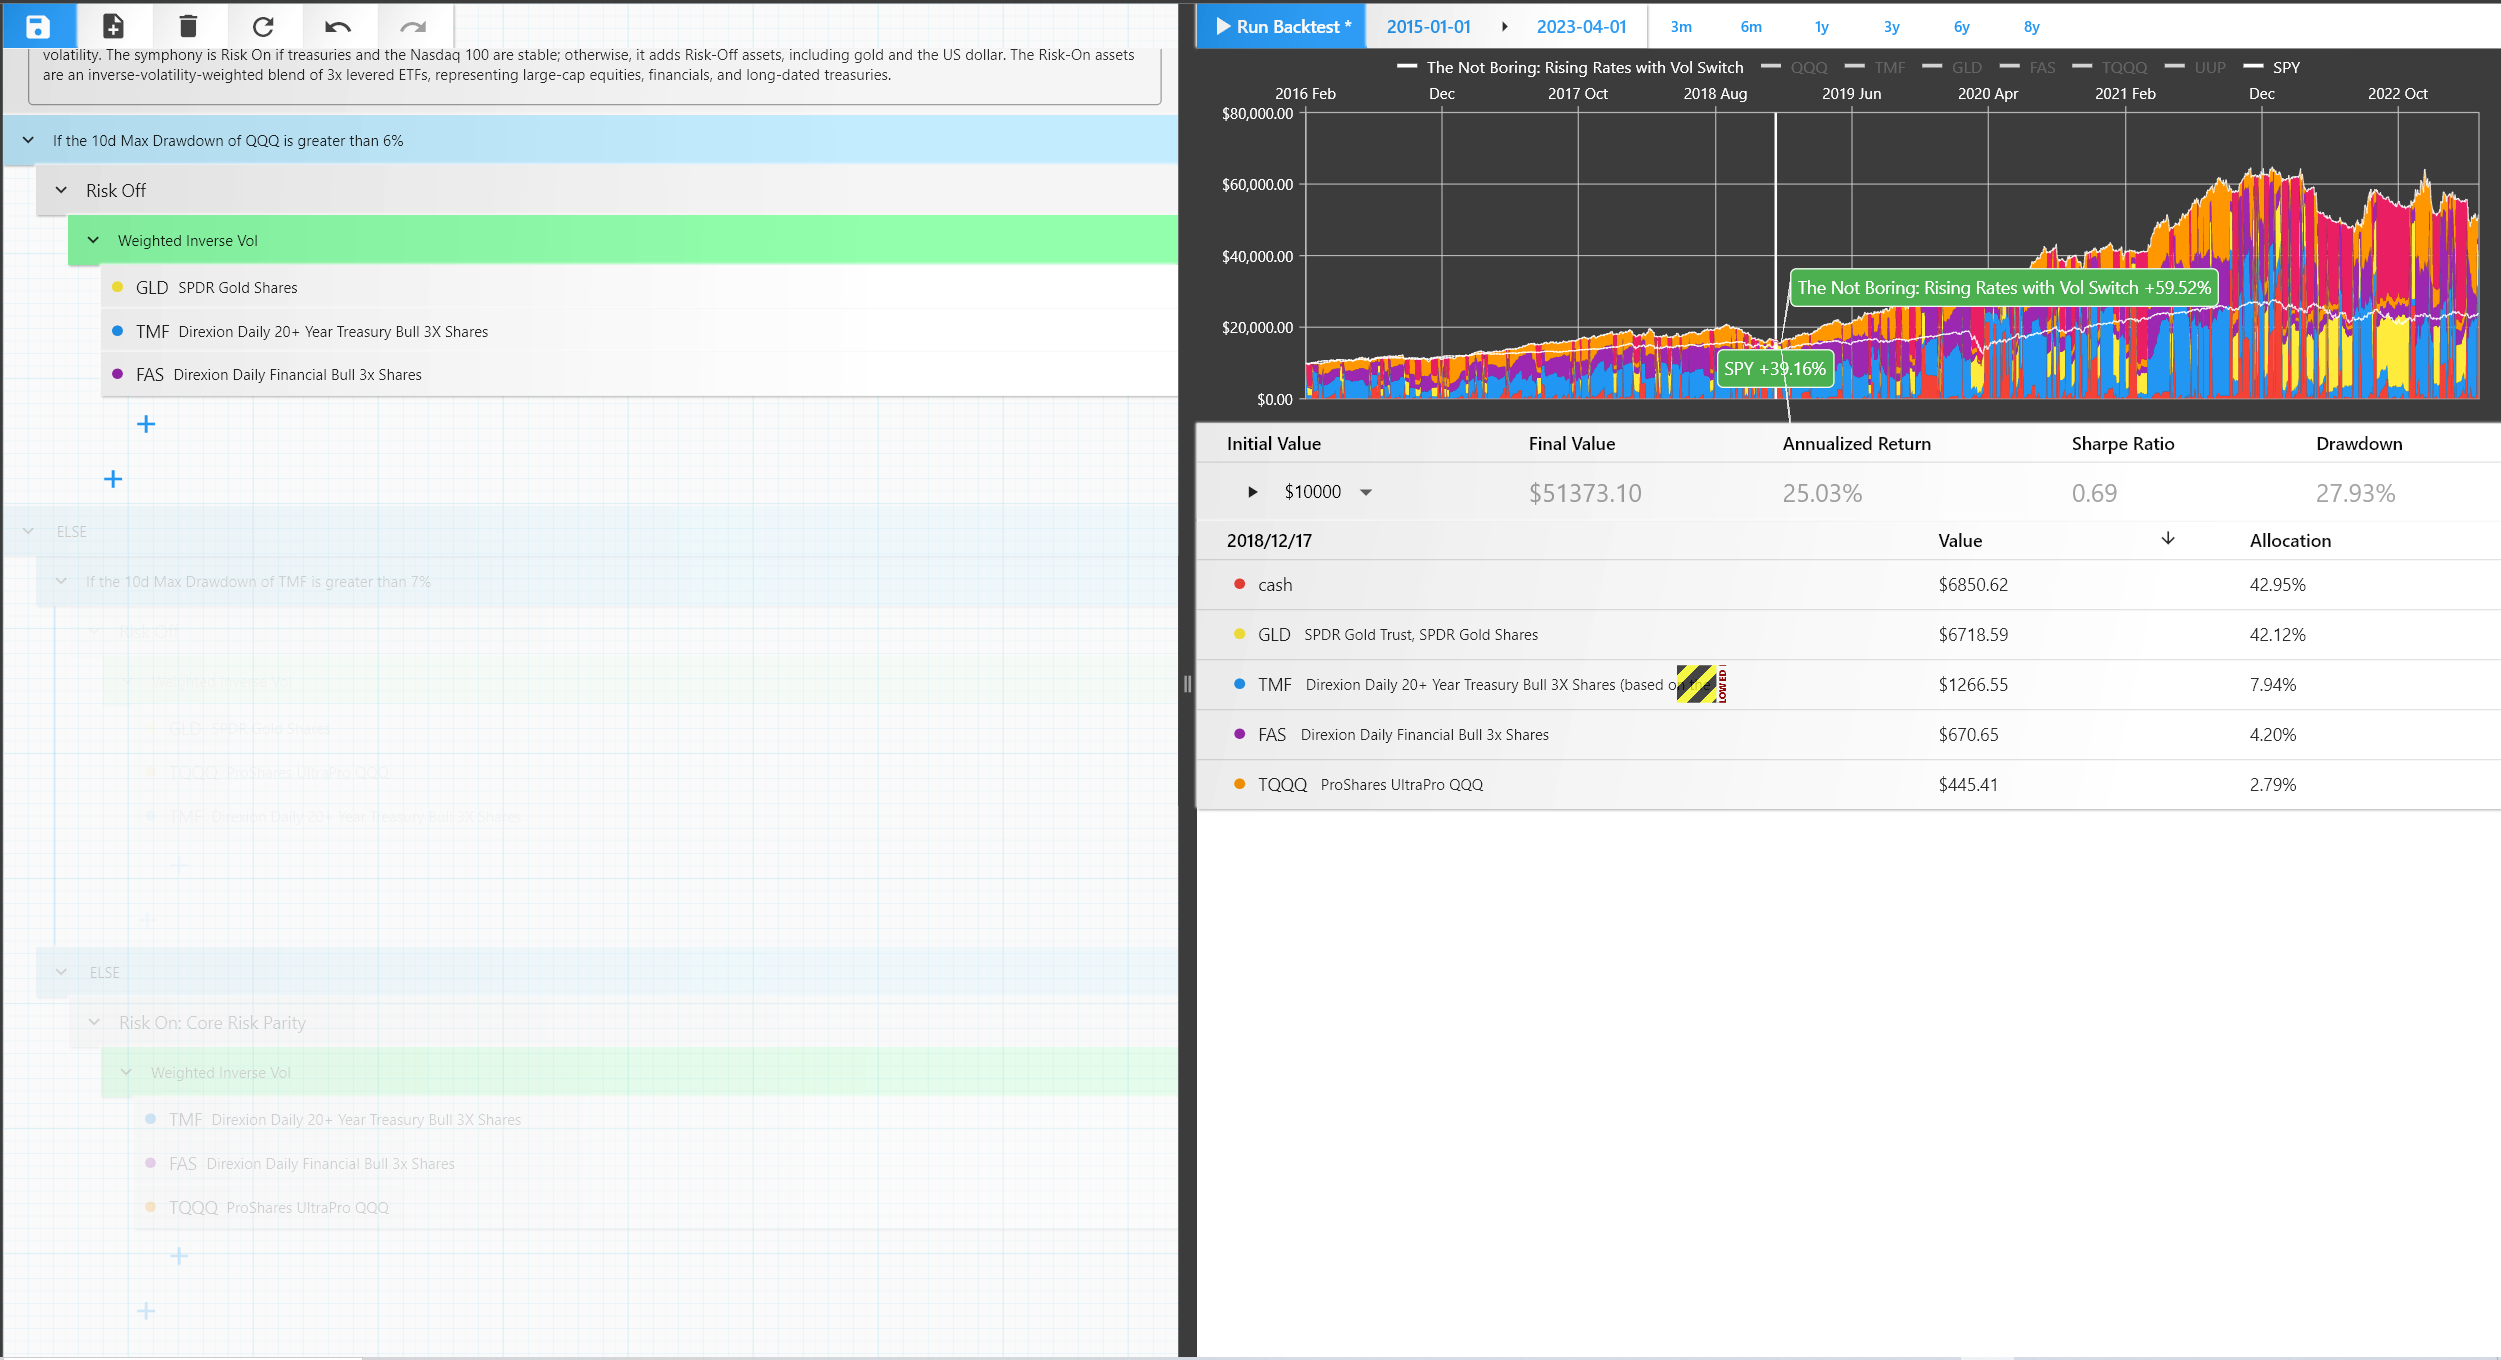 volatility. The symphony is Risk On if treasuries and the Nasdaq 100 are stable; otherwise, it adds Risk-Off assets, including gold and the US dollar. The Risk-On assets
are an inverse-volatility-weighted blend of 3x levered ETFs, representing large-cap equities, financials, and long-dated treasuries.
If the 10d Max Drawdown of QQQ is greater than 6%
Risk Off
Weighted Inverse Vol
GLD SPDR Gold Shares
TMF Direxion Daily 20+ Year Treasury Bull 3X Shares
FAS Direxion Daily Financial Bull 3x Shares
+
+
ELSE
If the 10d Max Drawdown of TMF is greater than 7%
Risk Off
Weighted Inverse Vol
GLD SPDR Gold Shares
TQQQ ProShares UltraPro QQQ
TMF Direxion Daily 20+ Year Treasury Bull 3X Shares
+
+
ELSE
Risk On: Core Risk Parity
Weighted Inverse Vol
TMF Direxion Daily 20+ Year Treasury Bull 3X Shares
FAS Direxion Daily Financial Bull 3x Shares
TQQQ ProShares UltraPro QQQ
+
+
Run Backtest * 2015-01-01 2023-04-01 3m 6m 1y 3y 6y 8y
The Not Boring: Rising Rates with Vol Switch QQQ TMF GLD FAS TQQQ UUP SPY
2016 Feb Dec 2017 Oct 2018 Aug 2019 Jun 2020 Apr 2021 Feb Dec 2022 Oct
$80,000.00
$60,000.00
$40,000.00
The Not Boring: Rising Rates with Vol Switch +59.52%
$20,000.00
SPY +39.16%
$0.00
Initial Value Final Value Annualized Return Sharpe Ratio Drawdown
$10000 $51373.10 25.03% 0.69 27.93%
2018/12/17 Value Allocation
cash $6850.62 42.95%
GLD SPDR Gold Trust, SPDR Gold Shares $6718.59 42.12%
TMF Direxion Daily 20+ Year Treasury Bull 3X Shares (based on the LOWED $1266.55 7.94%
FAS Direxion Daily Financial Bull 3x Shares $670.65 4.20%
TQQQ ProShares UltraPro QQQ $445.41 2.79%